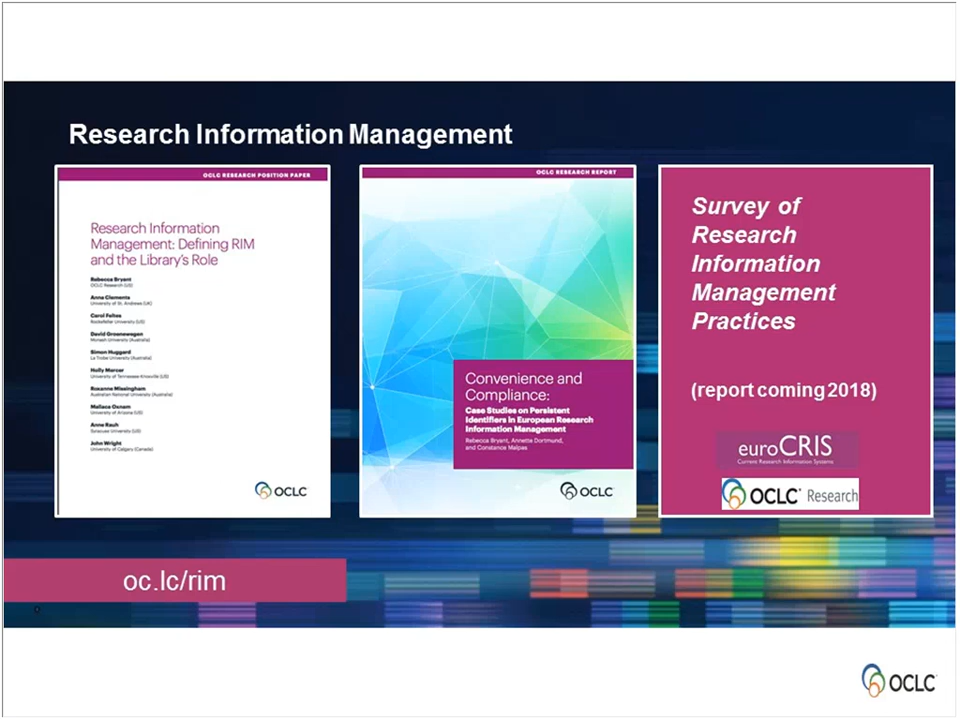 Research Information Management
OCLC RESEARCH POSITION PAPER
Research Information
Management: Defining RIM
and the Library's Role
Rebecca Bryant
OCLC Research (US)
Anna Clements
University of St. Andrews (UK)
Carol Feltes
Rockefeller University (US)
David Groenewegen
Monash University (Australia)
Simon Huggard
La Trobe University (Australia)
Holly Mercer
University of Tennessee-Knoxville (US)
Roxanne Missingham
Australian National University (Australia)
Maliaca Oxnam
University of Arizona (US)
Anne Rauh
Syracuse University (US)
John Wright
University of Calgary (Canada)
OCLC
OCLC RESEARCH REPORT
Convenience and
Compliance:
Case Studies on Persistent
Identifiers in European Research
Information Management
Rebecca Bryant, Annette Dortmund,
and Constance Malpas
OCLC
Survey of
Research
Information
Management
Practices
(report coming 2018)
euroCRIS
Current Research Information Systems
OCLC Research
oc.lc/rim
OCLC